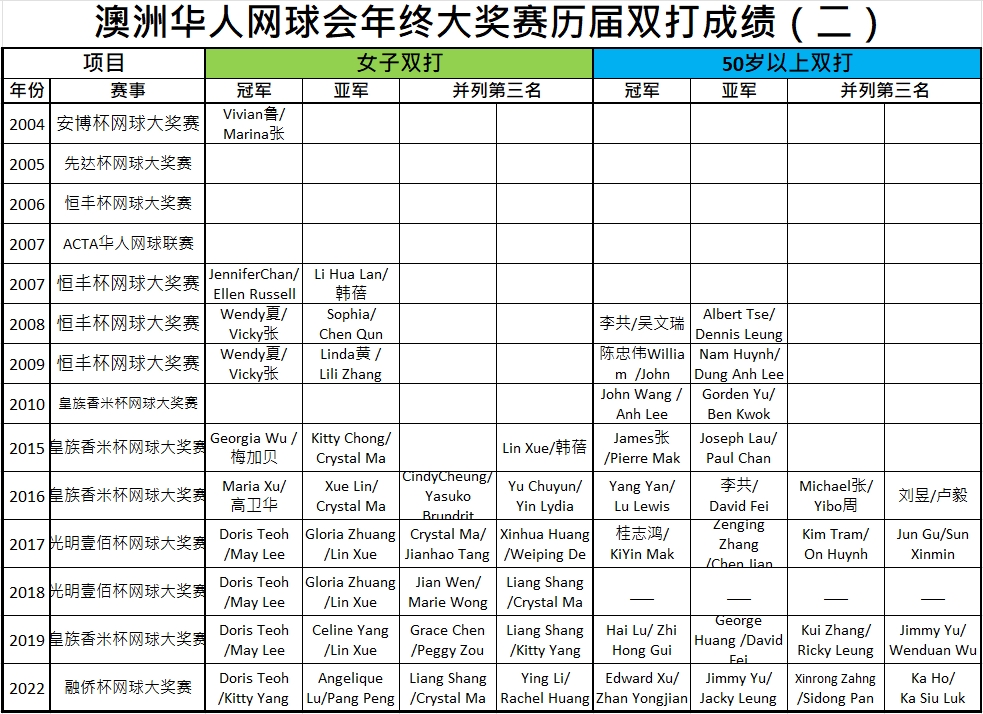 澳洲华人网球会年终大奖赛历届双打成绩（二）
项目 女子双打 50岁以上双打
年份 赛事 冠军 亚军 并列第三名 冠军 亚军 并列第三名
2004 安博杯网球大奖赛 Vivian鲁/ Marina张
2005 先达杯网球大奖赛
2006 恒丰杯网球大奖赛
2007 ACTA华人网球联赛
2007 恒丰杯网球大奖赛 JenniferChan/ Ellen Russell Li Hua Lan/ 韩蓓
2008 恒丰杯网球大奖赛 Wendy夏/ Vicky张 Sophia/ Chen Qun 李共/吴文瑞 Albert Tse/ Dennis Leung
2009 恒丰杯网球大奖赛 Wendy夏/ Vicky张 Linda黄 / Lili Zhang 陈忠伟Willia m /John Nam Huynh/ Dung Anh Lee
2010 皇族香米杯网球大奖赛 John Wang / Anh Lee Gorden Yu/ Ben Kwok
2015 皇族香米杯网球大奖赛 Georgia Wu / 梅加贝 Kitty Chong/ Crystal Ma Lin Xue/韩蓓 James张 /Pierre Mak Joseph Lau/ Paul Chan
2016 皇族香米杯网球大奖赛 Maria Xu/ 高卫华 Xue Lin/ Crystal Ma CindyCheung/ Yasuko Brundrit Yu Chuyun/ Yin Lydia Yang Yan/ Lu Lewis 李共/ David Fei Michael张/ Yibo周 刘昱/卢毅
2017 光明壹佰杯网球大奖赛 Doris Teoh /May Lee Gloria Zhuang /Lin Xue Crystal Ma/ Jianhao Tang Xinhua Huang /Weiping De 桂志鸿/ KiYin Mak Zenging Zhang /Chen Jian Kim Tram/ On Huynh Jun Gu/Sun Xinmin
2018 光明壹佰杯网球大奖赛 Doris Teoh /May Lee Gloria Zhuang /Lin Xue Jian Wen/ Marie Wong Liang Shang /Crystal Ma —— —— —— ——
2019 皇族香米杯网球大奖赛 Doris Teoh /May Lee Celine Yang /Lin Xue Grace Chen /Peggy Zou Liang Shang /Kitty Yang Hai Lu/ Zhi Hong Gui George Huang /David Fei Kui Zhang/ Ricky Leung Jimmy Yu/ Wenduan Wu
2022 融侨杯网球大奖赛 Doris Teoh /Kitty Yang Angelique Lu/Pang Peng Liang Shang /Crystal Ma Ying Li/ Rachel Huang Edward Xu/ Zhan Yongjian Jimmy Yu/ Jacky Leung Xinrong Zahng /Sidong Pan Ka Ho/ Ka Siu Luk